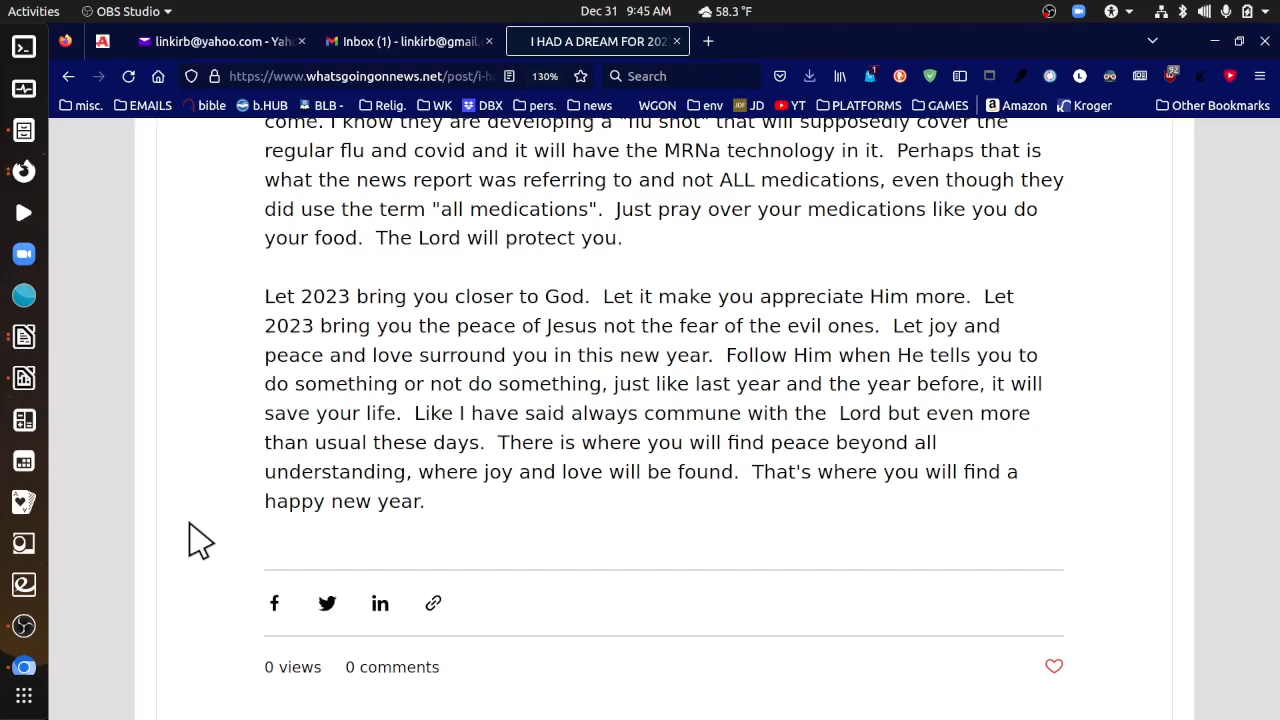 Activities
OBS Studio
Dec 31 9:45 AM
58.3 °F
linkirb@yahoo.com - Yaho
Inbox (1) - linkirb@gmail.
I HAD A DREAM FOR 202
https://www.whatsgoingonnews.net/post/i-h
130%
Search
1
92
misc.
EMAILS
bible
b.HUB
BLB -
Relig.
WK
DBX
pers.
news
WGON
env
JD
YT
PLATFORMS
GAMES
Amazon
Kroger
Other Bookmarks
come. I know they are developing a "flu shot" that will supposedly cover the
regular flu and covid and it will have the MRNa technology in it. Perhaps that is
what the news report was referring to and not ALL medications, even though they
did use the term "all medications". Just pray over your medications like you do
your food. The Lord will protect you.
Let 2023 bring you closer to God. Let it make you appreciate Him more. Let
2023 bring you the peace of Jesus not the fear of the evil ones. Let joy and
peace and love surround you in this new year. Follow Him when He tells you to
do something or not do something, just like last year and the year before, it will
save your life. Like I have said always commune with the Lord but even more
than usual these days. There is where you will find peace beyond all
understanding, where joy and love will be found. That's where you will find a
happy new year.
0 views 0 comments